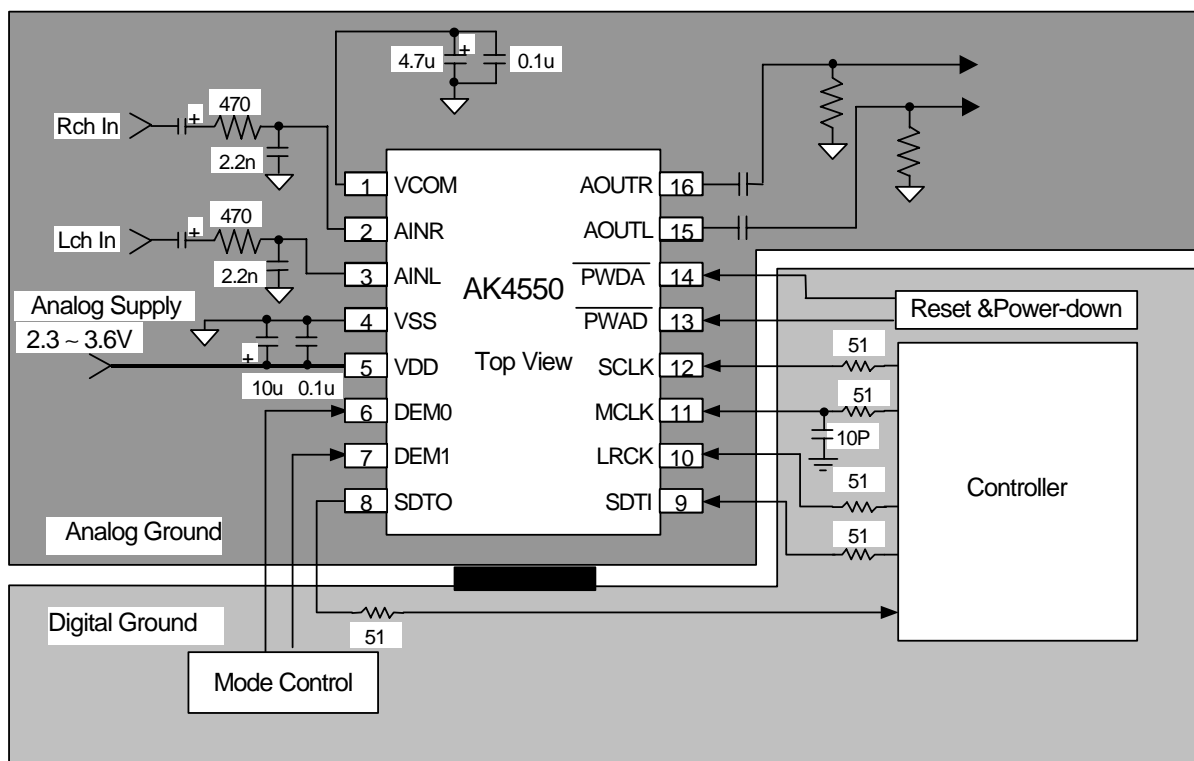 4.7u + 0.1u
470
Rch In +
2.2n
470
Lch In +
2.2n
Analog Supply
2.3 ~ 3.6V
+
10u 0.1u
1 VCOM AOUTR 16
2 AINR AOUTL 15
3 AINL PWDA 14
4 VSS PWAD 13
5 VDD SCLK 12
6 DEM0 MCLK 11
7 DEM1 LRCK 10
8 SDTO SDTI 9
AK4550
Top View
Reset &Power-down
51
51
10P
51
51
Controller
Analog Ground
Digital Ground
51
Mode Control